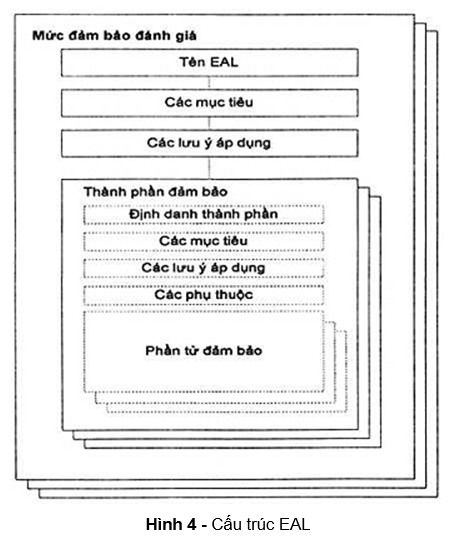 Mức đảm bảo đánh giá
Tên EAL
Các mục tiêu
Các lưu ý áp dụng
Thành phần đảm bảo
Định danh thành phần
Các mục tiêu
Các lưu ý áp dụng
Các phụ thuộc
Phần tử đảm bảo
Hình 4 - Cấu trúc EAL